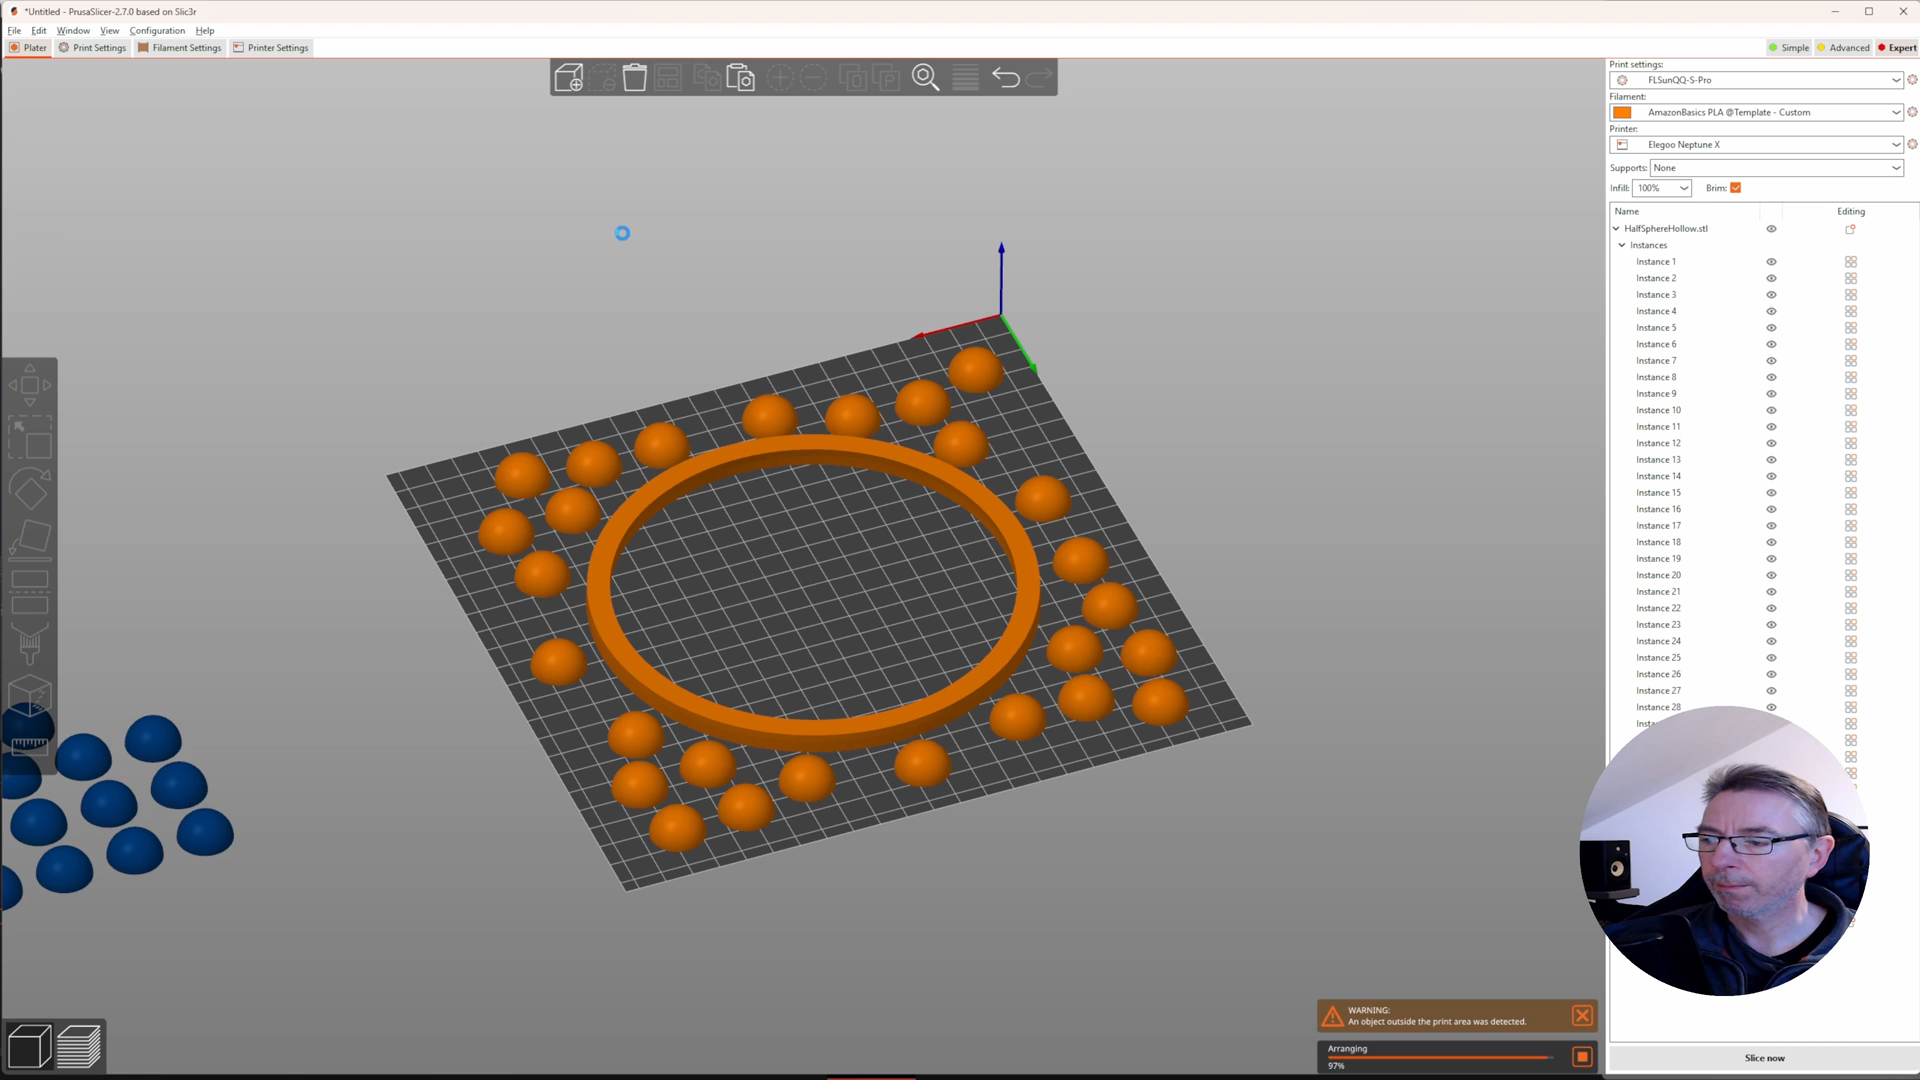 *Untitled - PrusaSlicer-2.7.0 based on Slic3r
File Edit Window View Configuration Help
Plater Print Settings Filament Settings Printer Settings
Simple Advanced Expert
Print settings:
FLSunQQ-S-Pro
Filament:
AmazonBasics PLA @Template - Custom
Printer:
Elegoo Neptune X
Supports: None
Infill: 100% Brim:
Name Editing
HalfSphereHollow.stl
Instances
Instance 1
Instance 2
Instance 3
Instance 4
Instance 5
Instance 6
Instance 7
Instance 8
Instance 9
Instance 10
Instance 11
Instance 12
Instance 13
Instance 14
Instance 15
Instance 16
Instance 17
Instance 18
Instance 19
Instance 20
Instance 21
Instance 22
Instance 23
Instance 24
Instance 25
Instance 26
Instance 27
Instance 28
WARNING:
An object outside the print area was detected.
Arranging
97%
Slice now